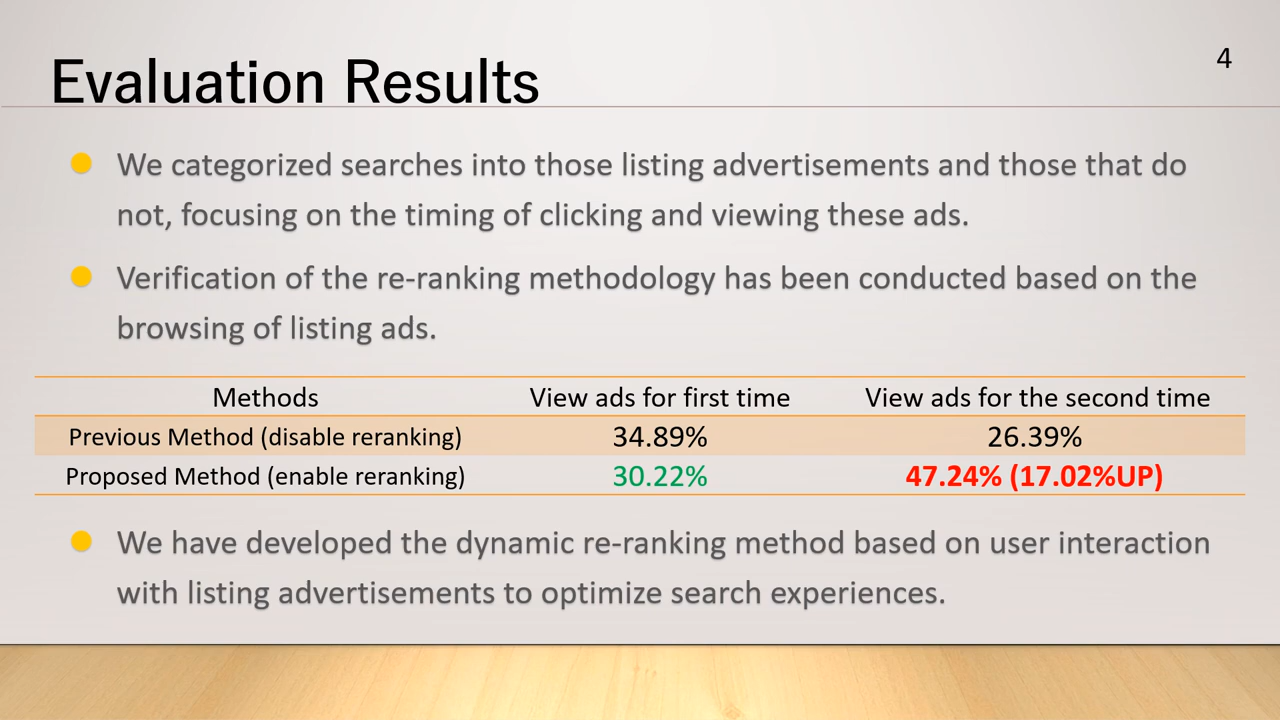 4
Evaluation Results
We categorized searches into those listing advertisements and those that do
not, focusing on the timing of clicking and viewing these ads.
Verification of the re-ranking methodology has been conducted based on the
browsing of listing ads.
Methods View ads for first time View ads for the second time
Previous Method (disable reranking) 34.89% 26.39%
Proposed Method (enable reranking) 30.22% 47.24% (17.02%UP)
We have developed the dynamic re-ranking method based on user interaction
with listing advertisements to optimize search experiences.